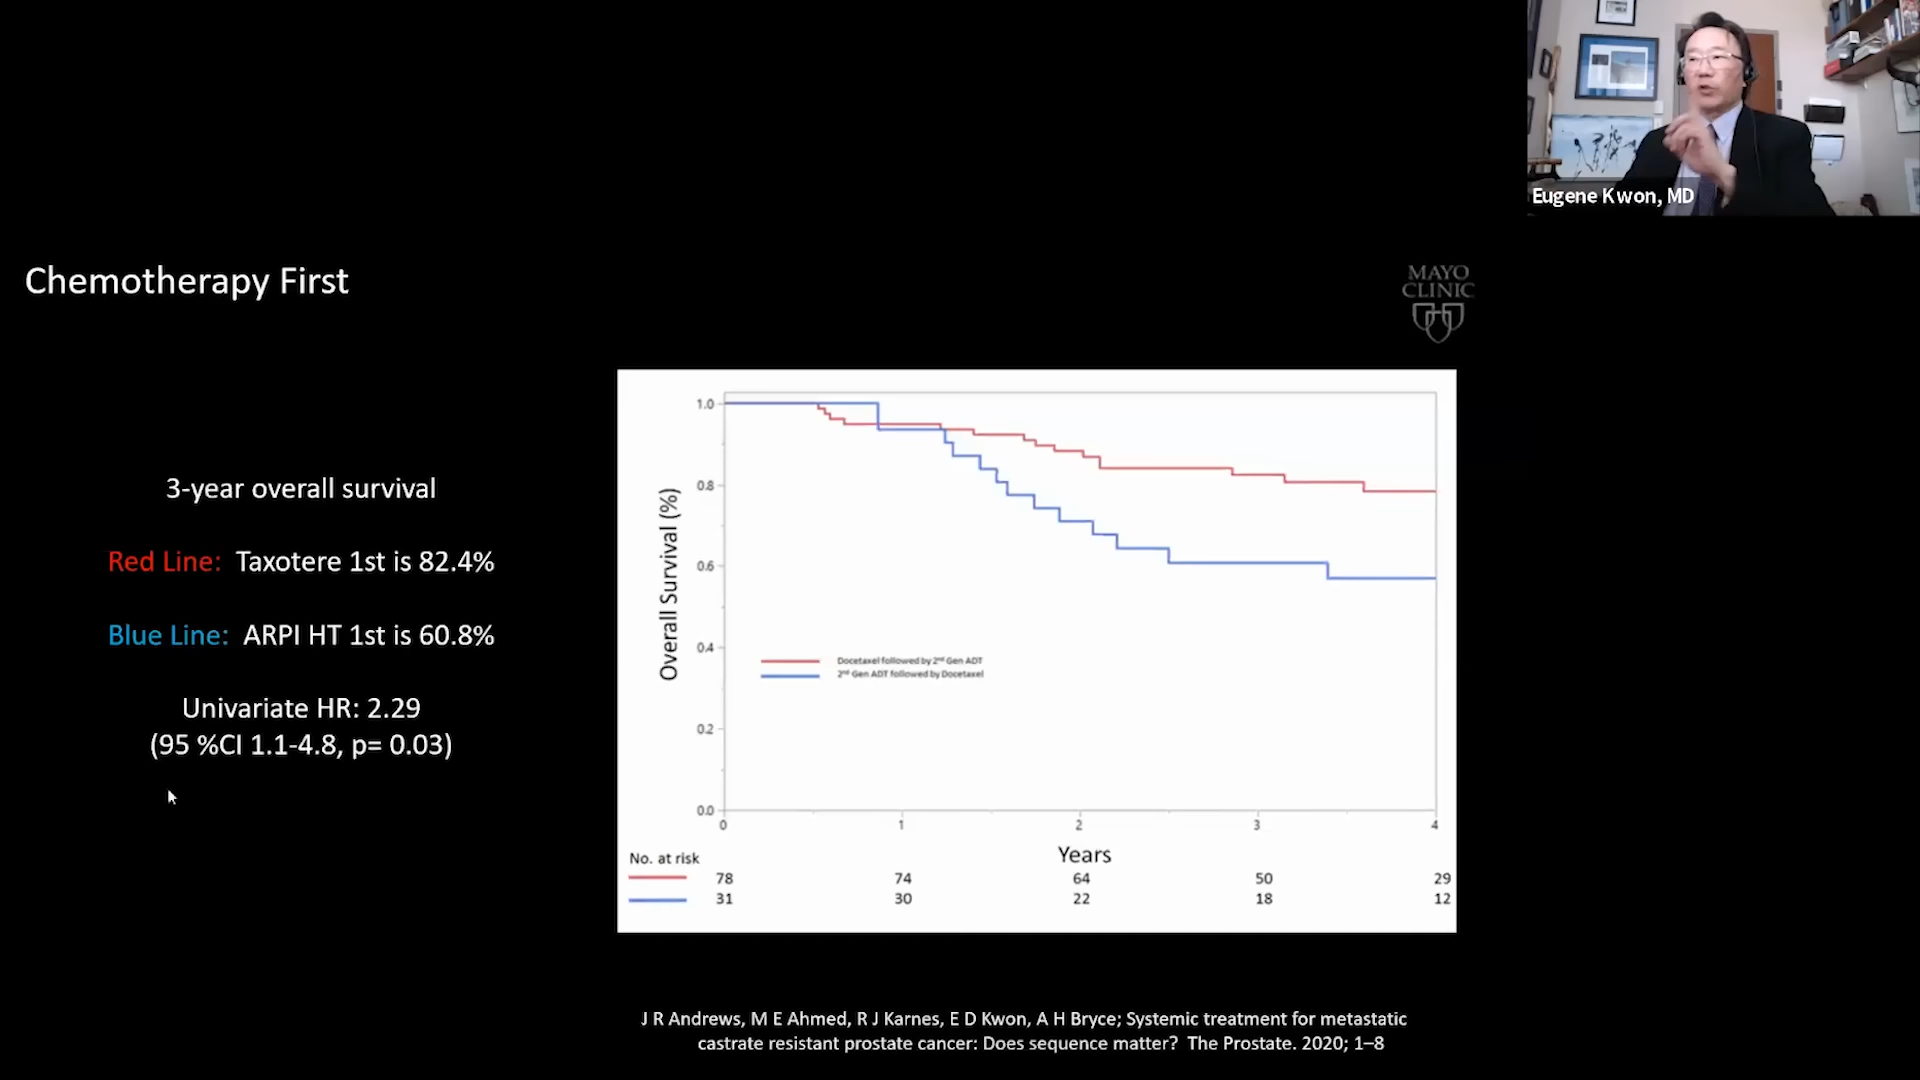 Eugene Kwon, MD
Chemotherapy First
MAYO
CLINIC
3-year overall survival
Red Line: Taxotere 1st is 82.4%
Blue Line: ARPI HT 1st is 60.8%
Univariate HR: 2.29
(95 %CI 1.1-4.8, p= 0.03)
Overall Survival (%)
1.0
0.8
0.6
0.4
0.2
0.0
Docetaxel followed by 2nd Gen ADT
2nd Gen ADT followed by Docetaxel
0 1 2 3 4
Years
No. at risk
78 74 64 50 29
31 30 22 18 12
J R Andrews, M E Ahmed, R J Karnes, E D Kwon, A H Bryce; Systemic treatment for metastatic
castrate resistant prostate cancer: Does sequence matter? The Prostate. 2020; 1–8